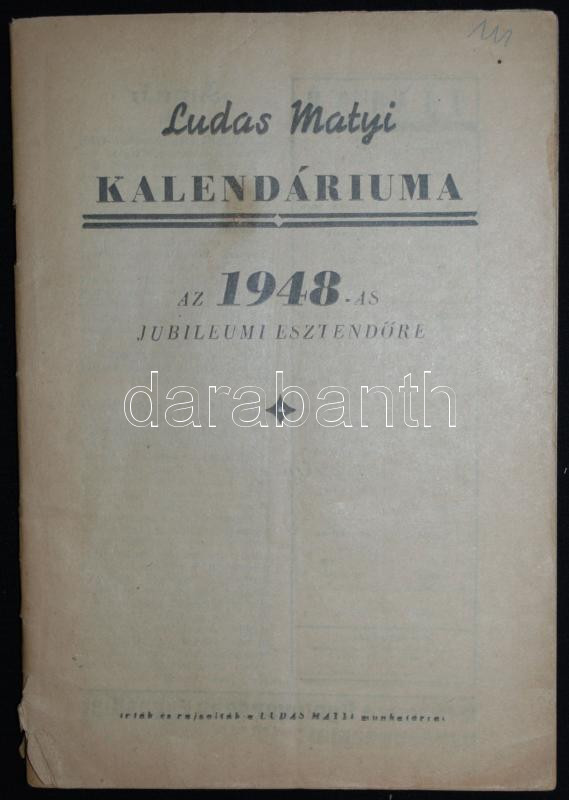 Ludas Matyi
KALENDÁRIUMA
AZ 1948-AS
JUBILEUMI ESZTENDŐRE
darabanth
írták és rajzolták a LUDAS MATYI munkatársai